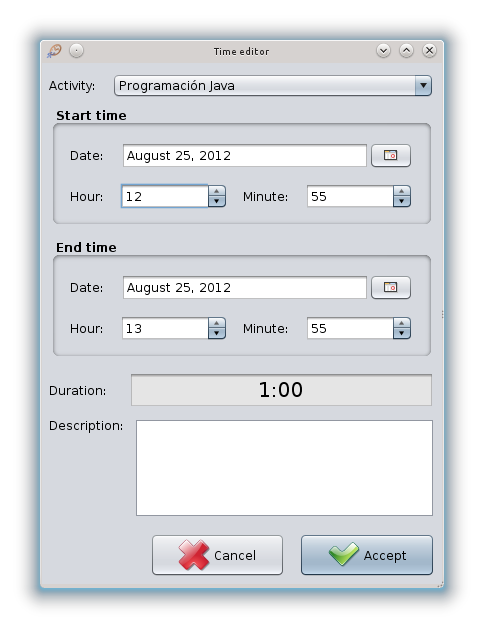 Time editor
Activity: Programación Java
Start time
Date: August 25, 2012
Hour: 12 Minute: 55
End time
Date: August 25, 2012
Hour: 13 Minute: 55
Duration: 1:00
Description:
Cancel Accept